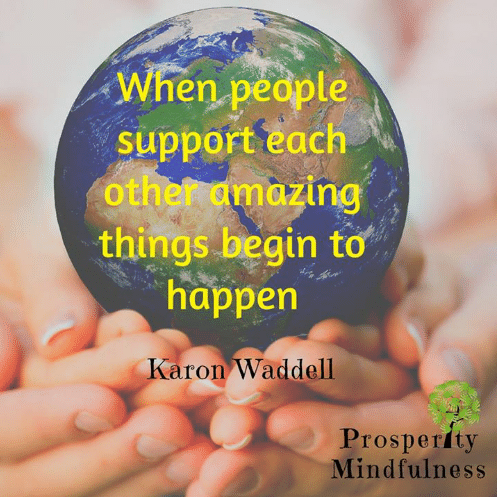 When people
support each
other amazing
things begin to
happen
Karon Waddell
Prosperity
Mindfulness